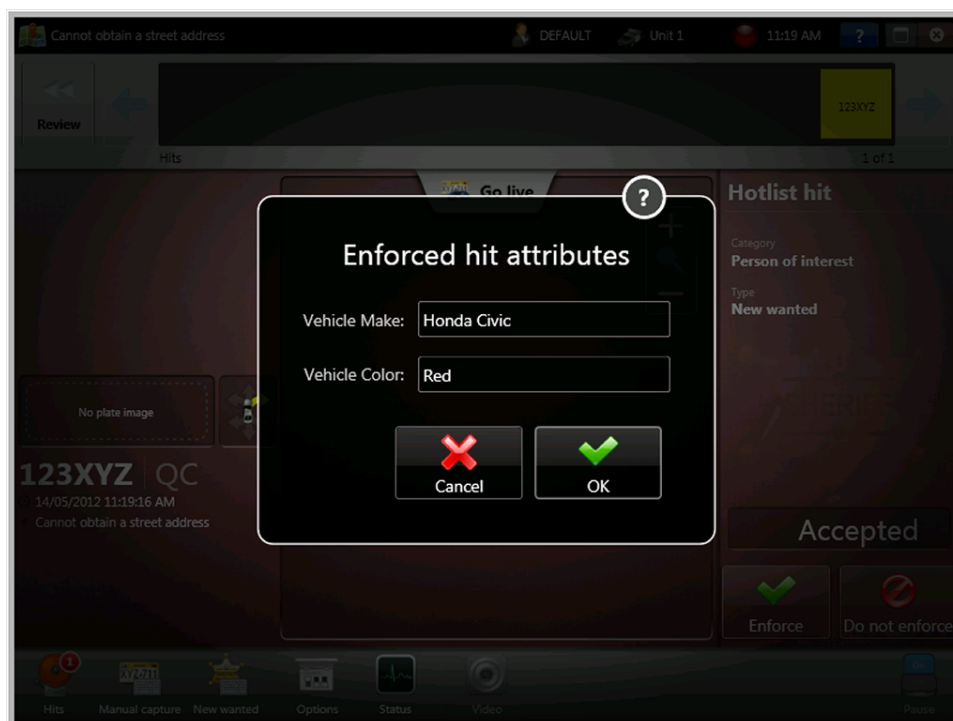 Cannot obtain a street address
DEFAULT
Unit 1
11:19 AM
?
Review
123XYZ
Hits
1 of 1
Go live
?
Hotlist hit
Enforced hit attributes
Category
Person of interest
Type
New wanted
Vehicle Make: Honda Civic
Vehicle Color: Red
No plate image
Cancel
OK
123XYZ QC
14/05/2012 11:19:16 AM
Cannot obtain a street address
Accepted
Enforce
Do not enforce
1
XYZ-711
Hits
Manual capture
New wanted
Options
Status
Video
Pause